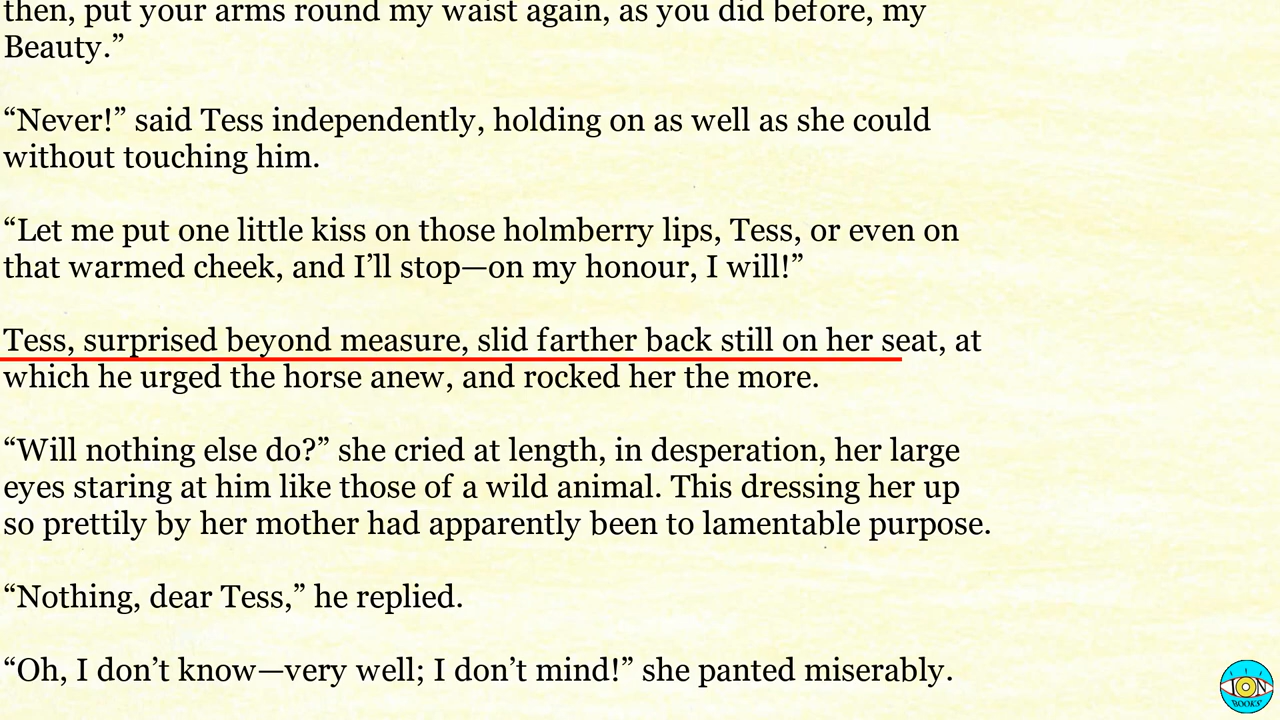 then, put your arms round my waist again, as you did before, my
Beauty.”
“Never!” said Tess independently, holding on as well as she could
without touching him.
“Let me put one little kiss on those holmberry lips, Tess, or even on
that warmed cheek, and I’ll stop—on my honour, I will!”
Tess, surprised beyond measure, slid farther back still on her seat, at
which he urged the horse anew, and rocked her the more.
“Will nothing else do?” she cried at length, in desperation, her large
eyes staring at him like those of a wild animal. This dressing her up
so prettily by her mother had apparently been to lamentable purpose.
“Nothing, dear Tess,” he replied.
“Oh, I don’t know—very well; I don’t mind!” she panted miserably.
ION
BOOKS